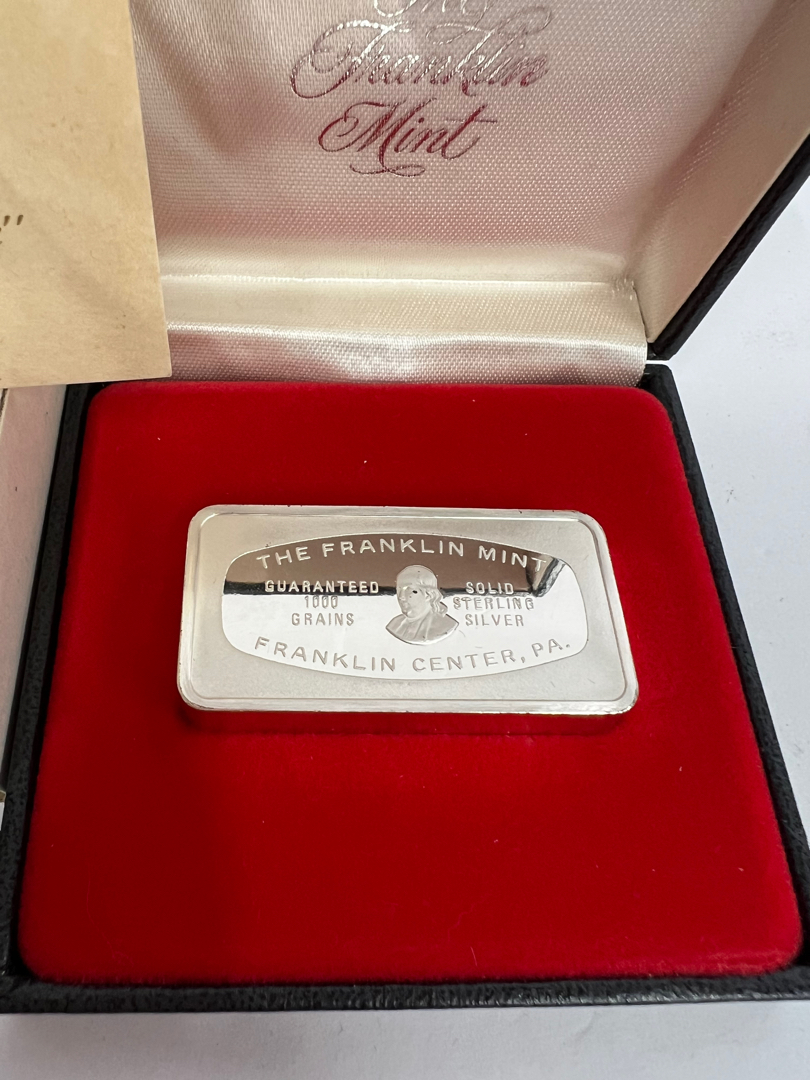 The
Franklin
Mint
THE FRANKLIN MINT
GUARANTEED
1000
GRAINS
SOLID
STERLING
SILVER
FRANKLIN CENTER, PA.